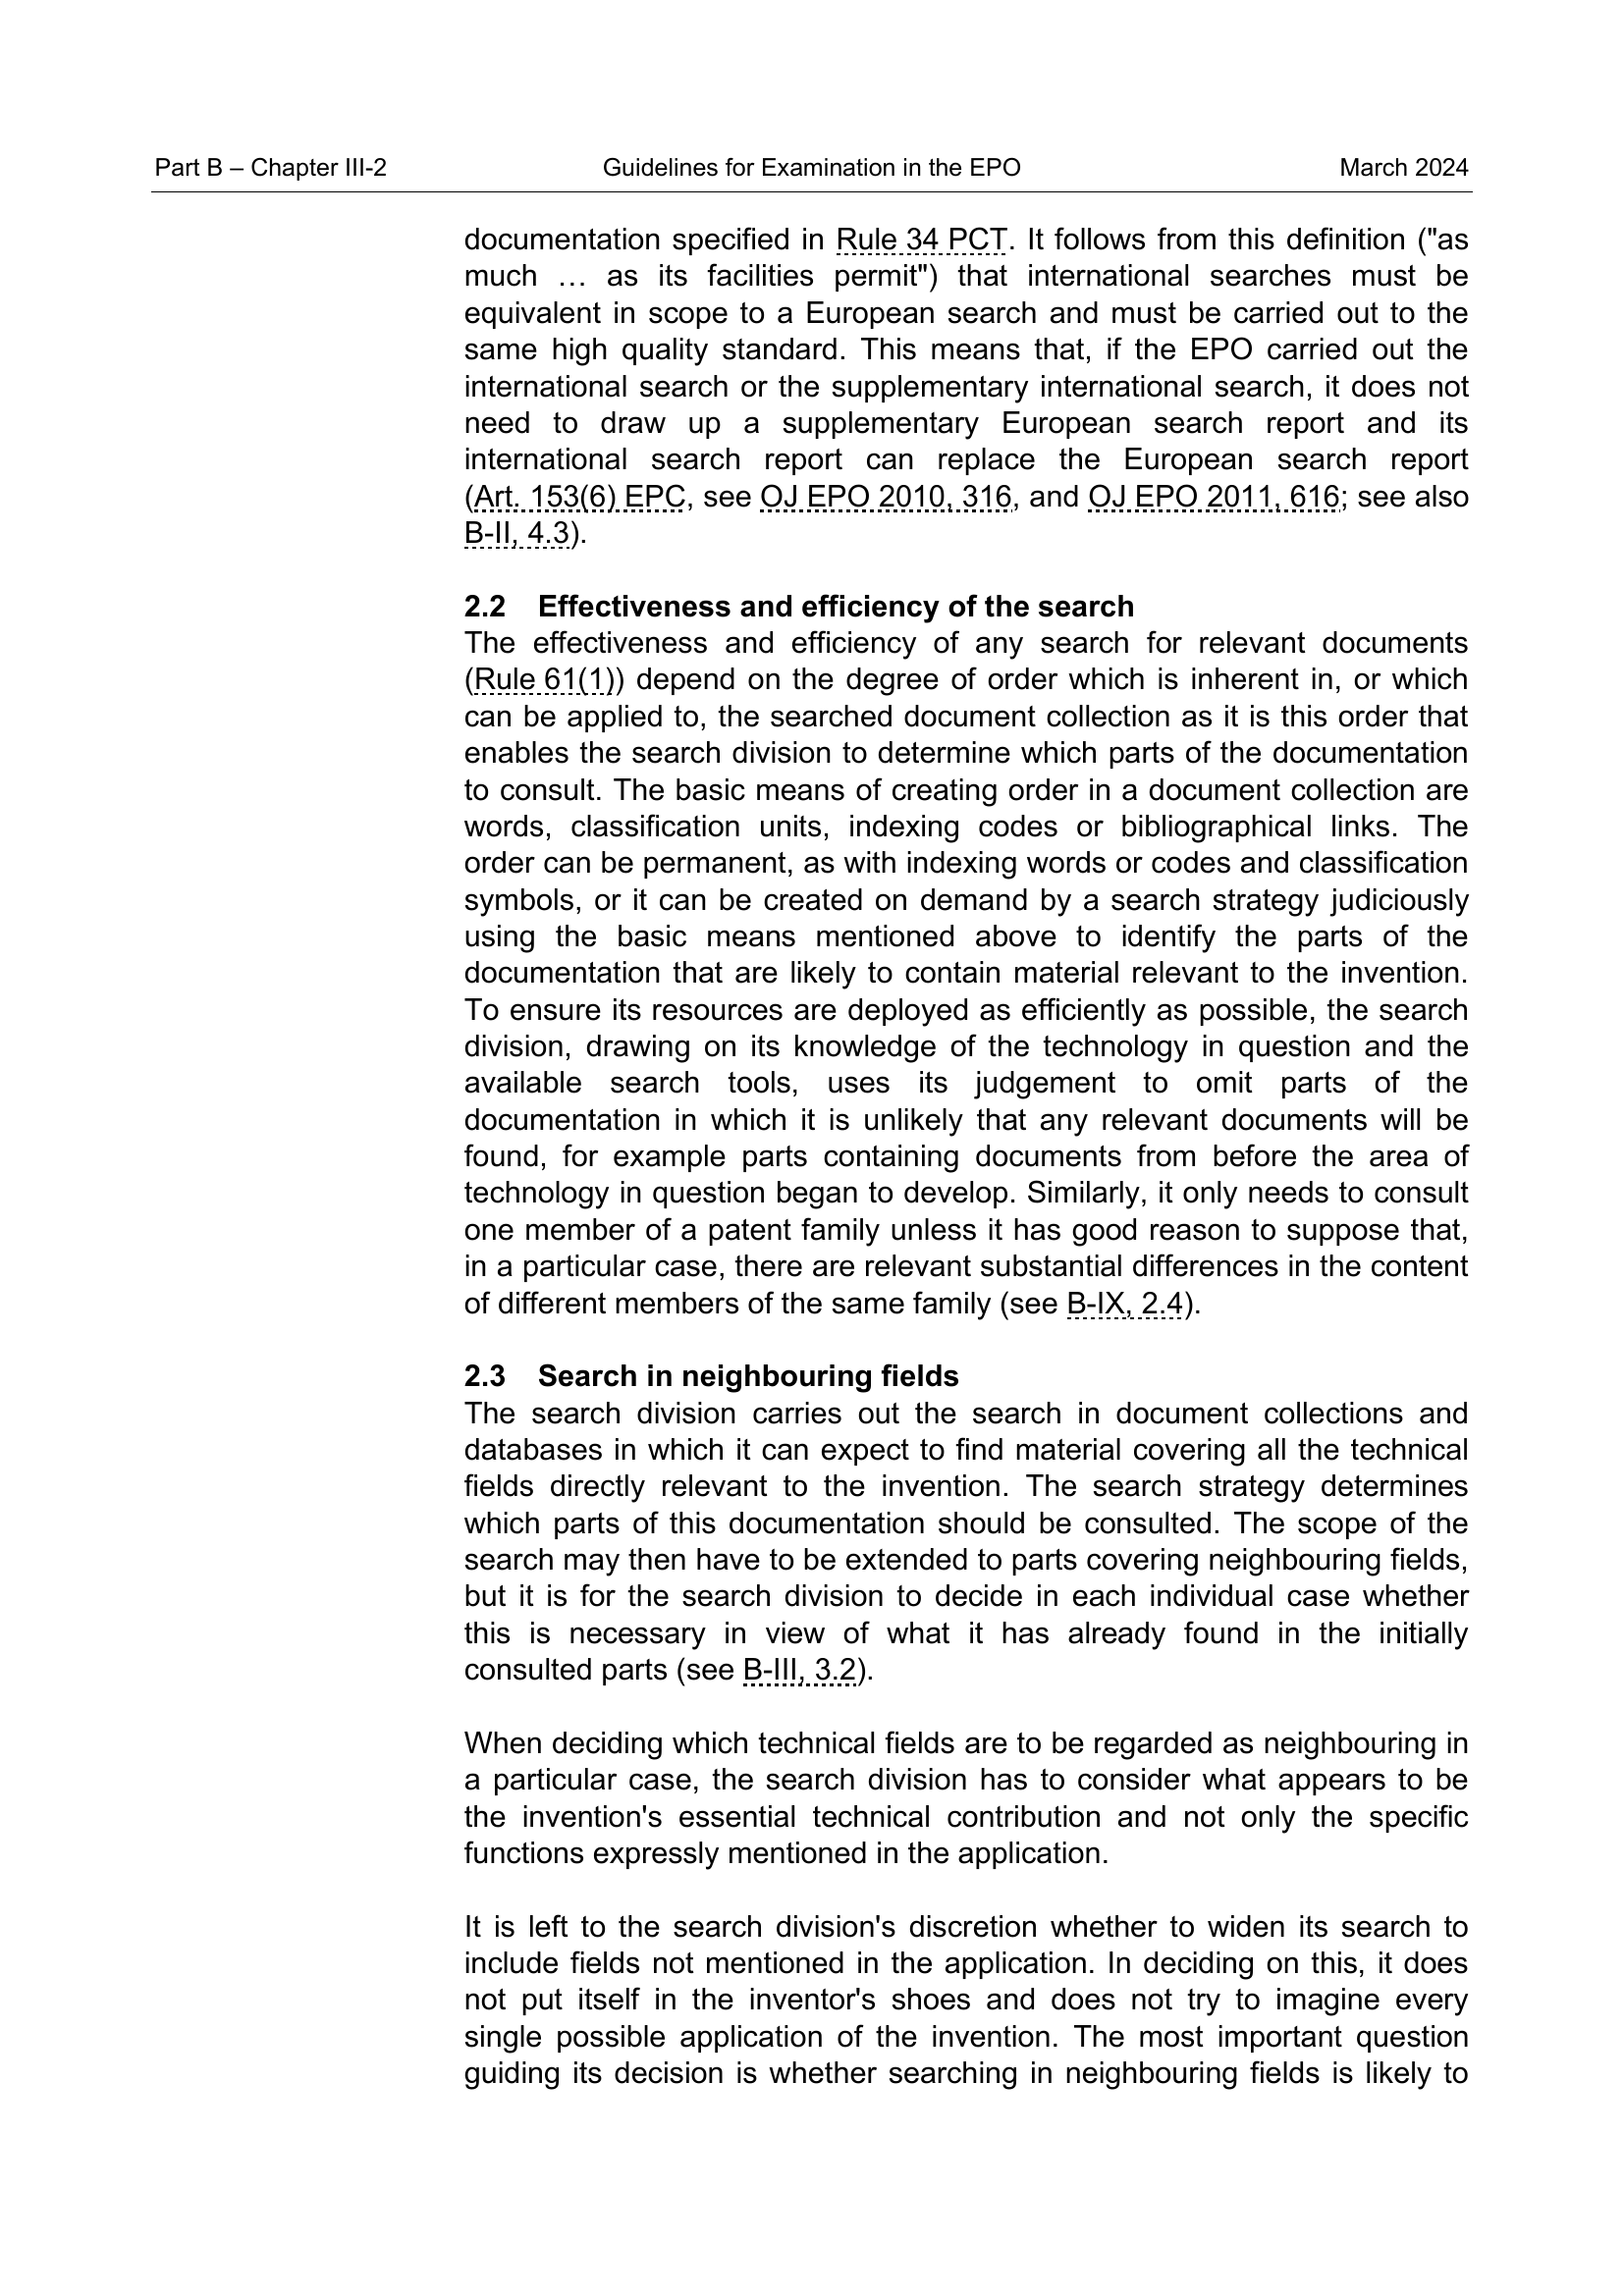 Part B – Chapter III-2 Guidelines for Examination in the EPO March 2024
documentation specified in Rule 34 PCT. It follows from this definition ("as
much … as its facilities permit") that international searches must be
equivalent in scope to a European search and must be carried out to the
same high quality standard. This means that, if the EPO carried out the
international search or the supplementary international search, it does not
need to draw up a supplementary European search report and its
international search report can replace the European search report
(Art. 153(6) EPC, see OJ EPO 2010, 316, and OJ EPO 2011, 616; see also
B-II, 4.3).
2.2 Effectiveness and efficiency of the search
The effectiveness and efficiency of any search for relevant documents
(Rule 61(1)) depend on the degree of order which is inherent in, or which
can be applied to, the searched document collection as it is this order that
enables the search division to determine which parts of the documentation
to consult. The basic means of creating order in a document collection are
words, classification units, indexing codes or bibliographical links. The
order can be permanent, as with indexing words or codes and classification
symbols, or it can be created on demand by a search strategy judiciously
using the basic means mentioned above to identify the parts of the
documentation that are likely to contain material relevant to the invention.
To ensure its resources are deployed as efficiently as possible, the search
division, drawing on its knowledge of the technology in question and the
available search tools, uses its judgement to omit parts of the
documentation in which it is unlikely that any relevant documents will be
found, for example parts containing documents from before the area of
technology in question began to develop. Similarly, it only needs to consult
one member of a patent family unless it has good reason to suppose that,
in a particular case, there are relevant substantial differences in the content
of different members of the same family (see B-IX, 2.4).
2.3 Search in neighbouring fields
The search division carries out the search in document collections and
databases in which it can expect to find material covering all the technical
fields directly relevant to the invention. The search strategy determines
which parts of this documentation should be consulted. The scope of the
search may then have to be extended to parts covering neighbouring fields,
but it is for the search division to decide in each individual case whether
this is necessary in view of what it has already found in the initially
consulted parts (see B-III, 3.2).
When deciding which technical fields are to be regarded as neighbouring in
a particular case, the search division has to consider what appears to be
the invention's essential technical contribution and not only the specific
functions expressly mentioned in the application.
It is left to the search division's discretion whether to widen its search to
include fields not mentioned in the application. In deciding on this, it does
not put itself in the inventor's shoes and does not try to imagine every
single possible application of the invention. The most important question
guiding its decision is whether searching in neighbouring fields is likely to